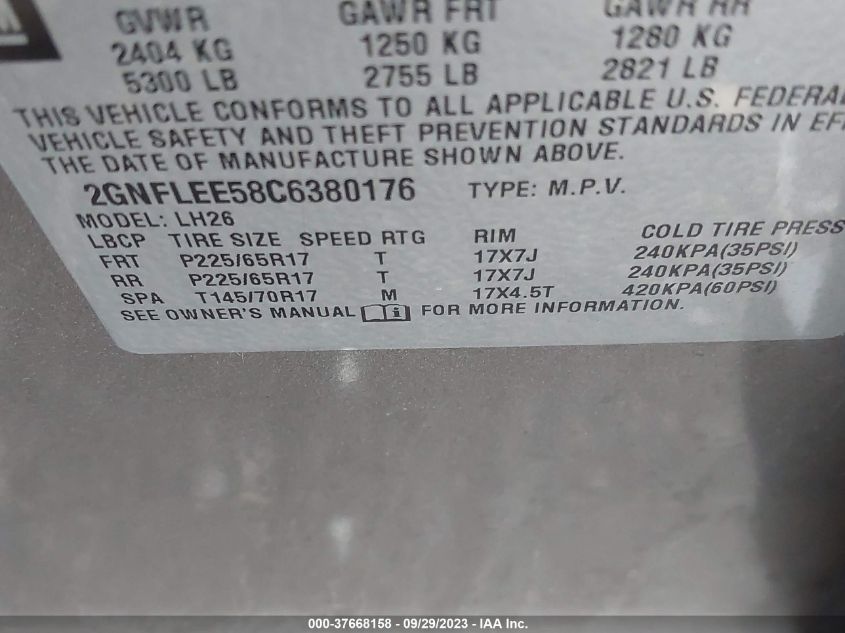 GVWR GAWR FRT GAWR RR
2404 KG 1250 KG 1280 KG
5300 LB 2755 LB 2821 LB
THIS VEHICLE CONFORMS TO ALL APPLICABLE U.S. FEDERAL
VEHICLE SAFETY AND THEFT PREVENTION STANDARDS IN EFF
THE DATE OF MANUFACTURE SHOWN ABOVE.
2GNFLEE58C6380176 TYPE: M.P.V.
MODEL: LH26
LBCP TIRE SIZE SPEED RTG RIM COLD TIRE PRESS
FRT P225/65R17 T 17X7J 240KPA(35PSI)
RR P225/65R17 T 17X7J 240KPA(35PSI)
SPA T145/70R17 M 17X4.5T 420KPA(60PSI)
SEE OWNER'S MANUAL FOR MORE INFORMATION.
000-37668158 - 09/29/2023 - IAA Inc.